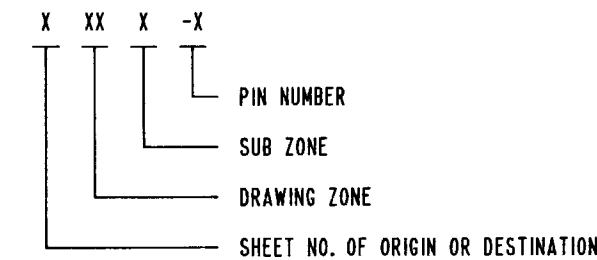 X XX X -X
PIN NUMBER
SUB ZONE
DRAWING ZONE
SHEET NO. OF ORIGIN OR DESTINATION